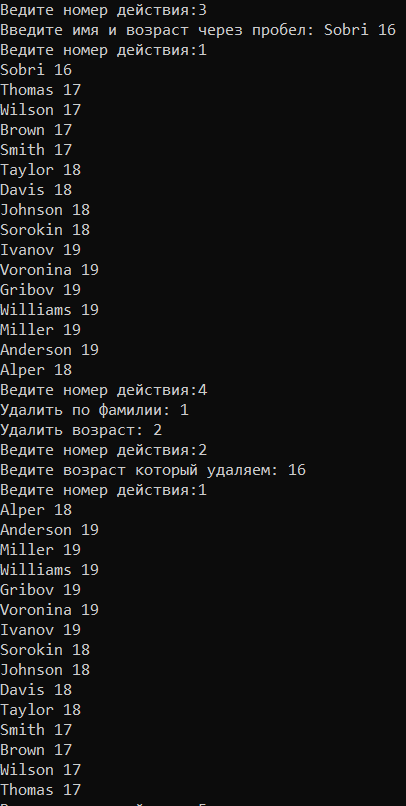 Ведите номер действия:3
Введите имя и возраст через пробел: Sobri 16
Ведите номер действия:1
Sobri 16
Thomas 17
Wilson 17
Brown 17
Smith 17
Taylor 18
Davis 18
Johnson 18
Sorokin 18
Ivanov 19
Voronina 19
Gribov 19
Williams 19
Miller 19
Anderson 19
Alper 18
Ведите номер действия:4
Удалить по фамилии: 1
Удалить возраст: 2
Ведите номер действия:2
Ведите возраст который удаляем: 16
Ведите номер действия:1
Alper 18
Anderson 19
Miller 19
Williams 19
Gribov 19
Voronina 19
Ivanov 19
Sorokin 18
Johnson 18
Davis 18
Taylor 18
Smith 17
Brown 17
Wilson 17
Thomas 17